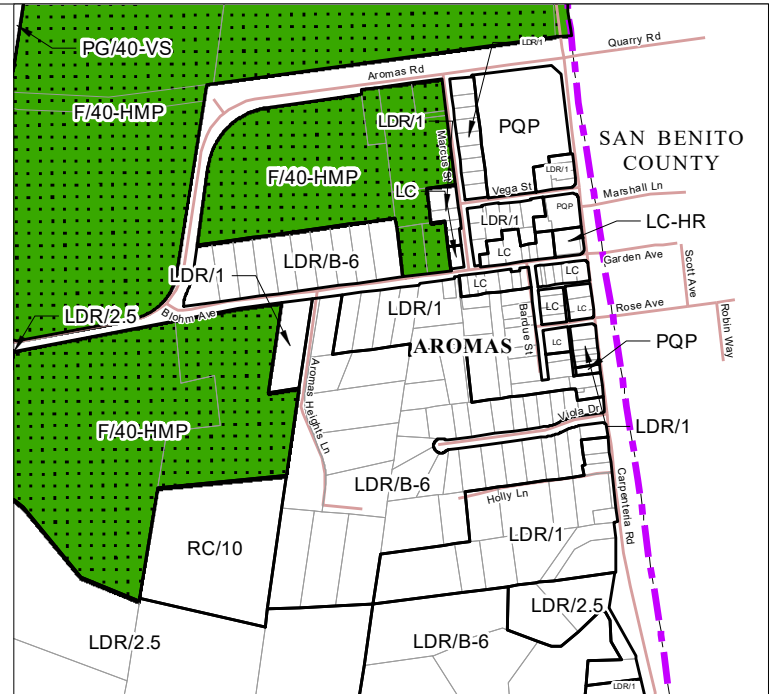 LDR/1
PG/40-VS
Quarry Rd
Aromas Rd
F/40-HMP
LDR/1
PQP
SAN BENITO
COUNTY
Marcus St
F/40-HMP
LDR/1
LC
Vega St
Marshall Ln
LDR/1
PQP
LC-HR
LC
Garden Ave
LDR/B-6
LDR/1
LC
LC
Scott Ave
LDR/1
LC
LC
Rose Ave
LDR/2.5
Blohm Ave
Bardue St
Robin Way
AROMAS
LC
PQP
Aromas Heights Ln
Viola Dr
LDR/1
F/40-HMP
LDR/B-6
Carpenteria Rd
Holly Ln
LDR/1
RC/10
LDR/2.5
LDR/2.5
LDR/B-6
LDR/1